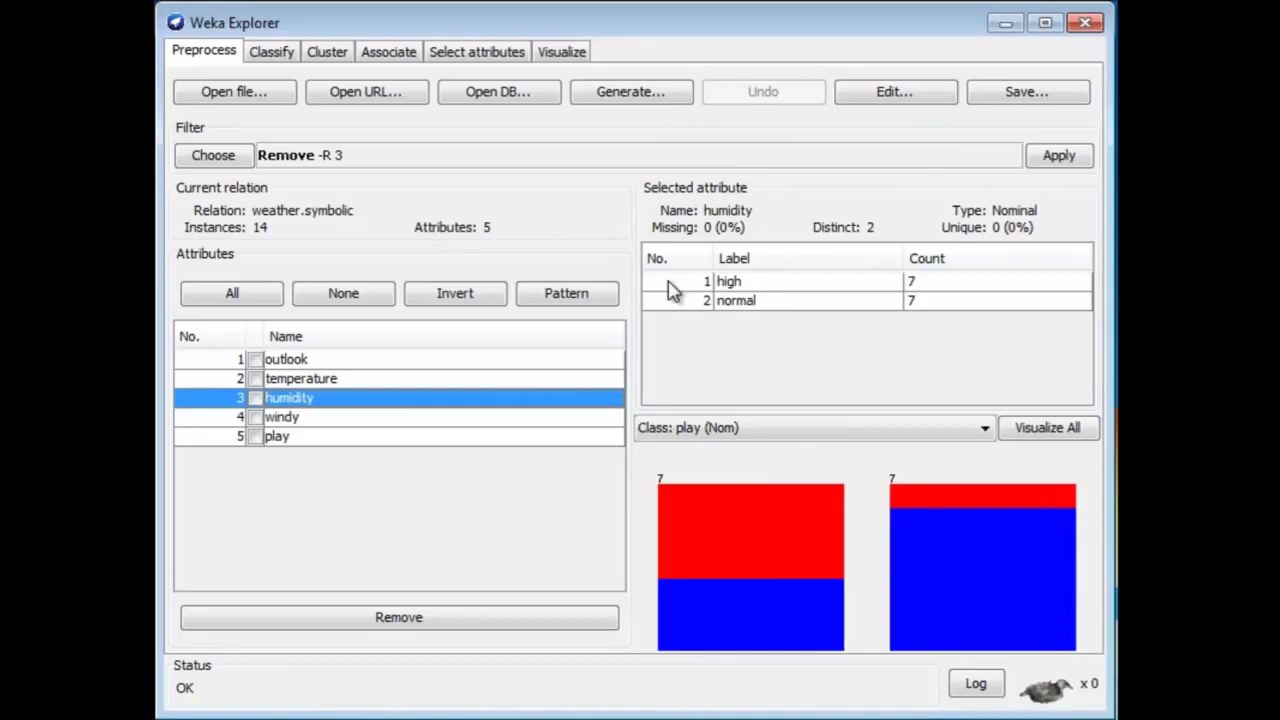 Weka Explorer
Preprocess Classify Cluster Associate Select attributes Visualize
Open file... Open URL... Open DB... Generate... Undo Edit... Save...
Filter
Choose Remove -R 3 Apply
Current relation
Relation: weather.symbolic
Instances: 14 Attributes: 5
Attributes
All None Invert Pattern
No. Name
1 outlook
2 temperature
3 humidity
4 windy
5 play
Remove
Selected attribute
Name: humidity Type: Nominal
Missing: 0 (0%) Distinct: 2 Unique: 0 (0%)
No. Label Count
1 high 7
2 normal 7
Class: play (Nom) Visualize All
7 7
Status
OK Log x 0